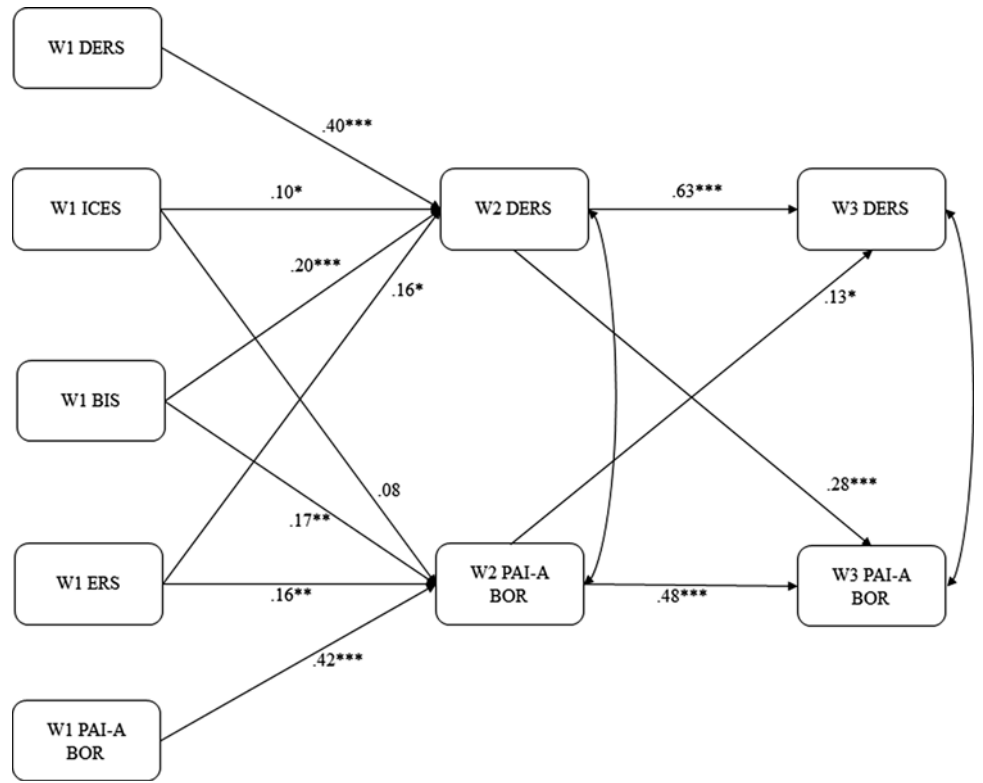 W1 DERS
.40***
W1 ICES
.10*
W2 DERS
.63***
W3 DERS
.20***
.16*
.13*
W1 BIS
.08
.28***
.17**
W1 ERS
.16**
W2 PAI-A
BOR
.48***
W3 PAI-A
BOR
.42***
W1 PAI-A
BOR